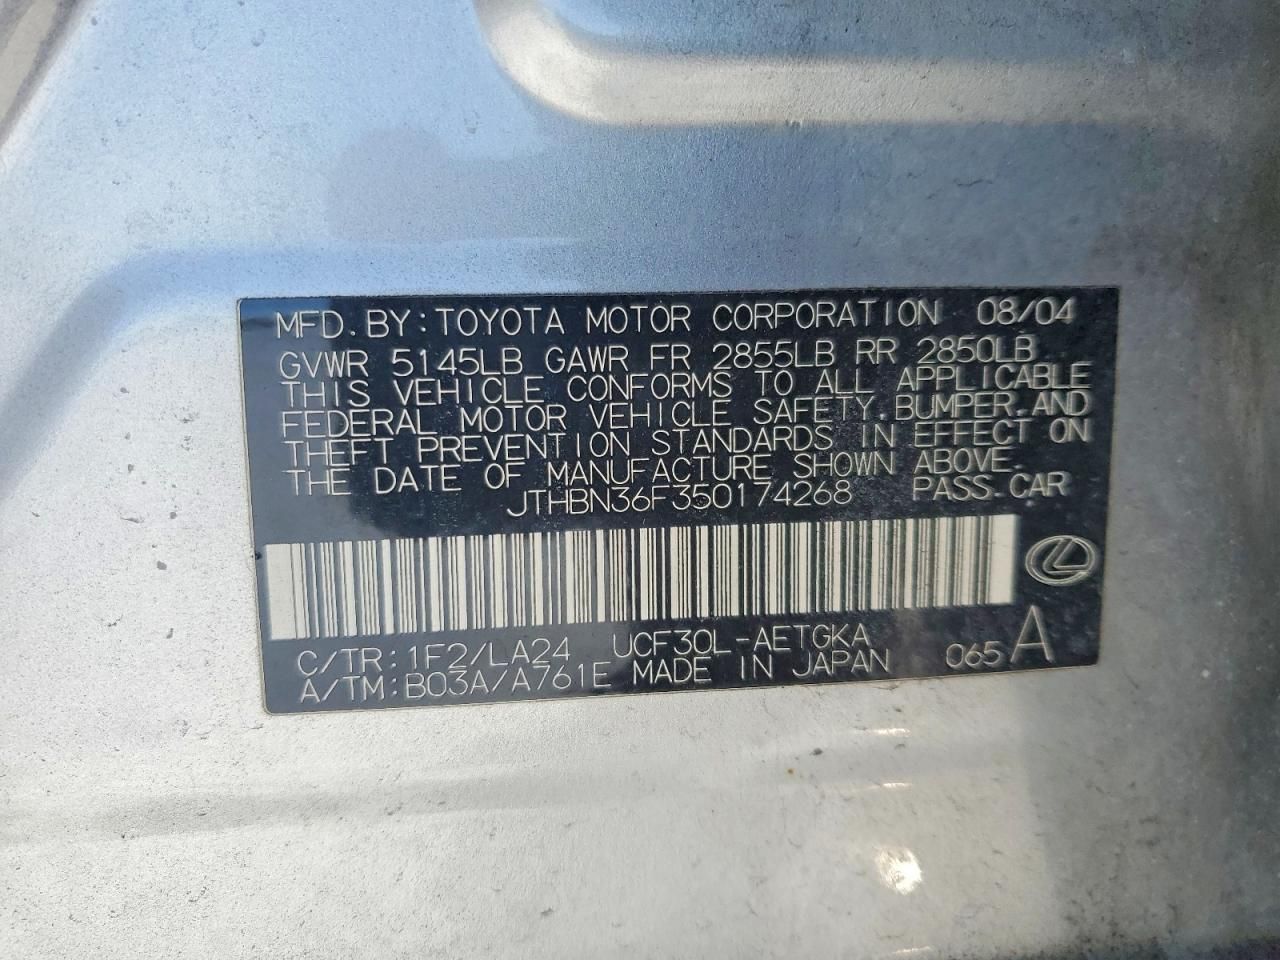 MFD. BY: TOYOTA MOTOR CORPORATION 08/04
GVWR 5145LB GAWR FR 2855LB RR 2850LB
THIS VEHICLE CONFORMS TO ALL APPLICABLE
FEDERAL MOTOR VEHICLE SAFETY, BUMPER, AND
THEFT PREVENTION STANDARDS IN EFFECT ON
THE DATE OF MANUFACTURE SHOWN ABOVE.
JTHBN36F350174268 PASS. CAR
C/TR: 1F2/LA24 UCF30L-AETGKA
A/TM: B03A/A761E MADE IN JAPAN 065 A